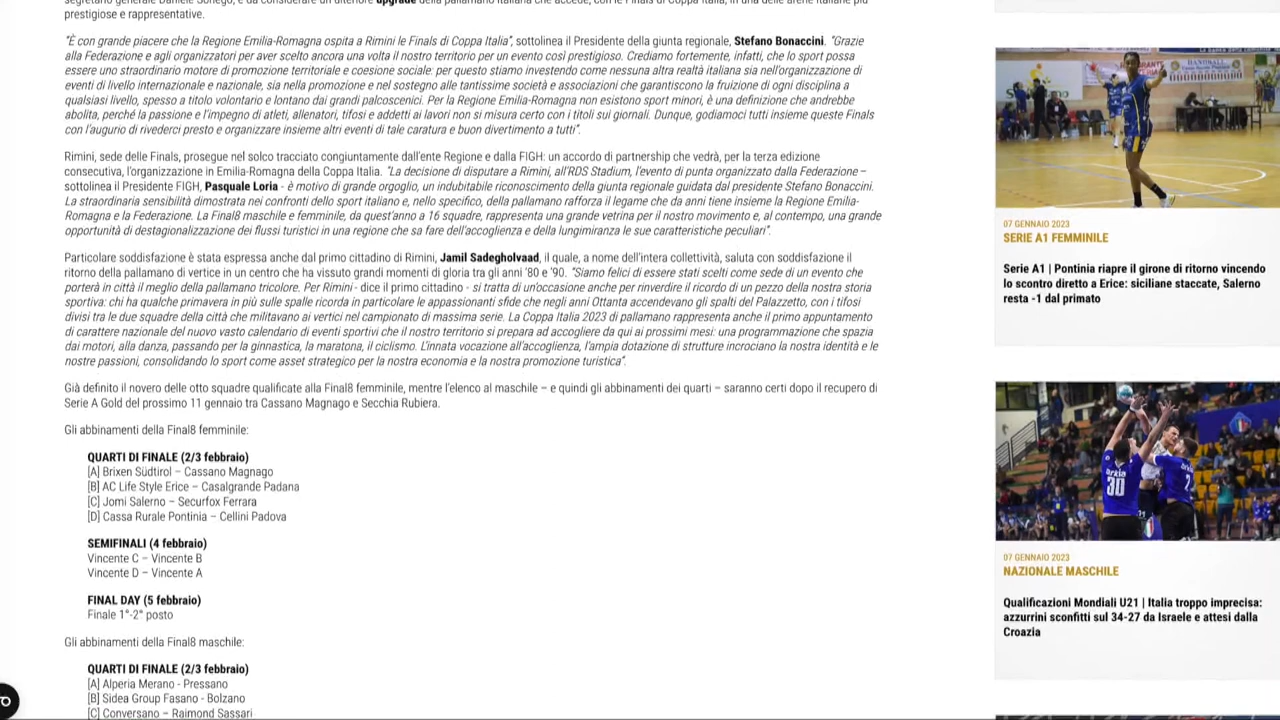 segretario generale Daniele Sonego, è da considerare un ulteriore upgrade della pallamano italiana che accede, con le Finals di Coppa Italia, in una delle arene italiane più
prestigiose e rappresentative.
“È con grande piacere che la Regione Emilia-Romagna ospita a Rimini le Finals di Coppa Italia”, sottolinea il Presidente della giunta regionale, Stefano Bonaccini. “Grazie
alla Federazione e agli organizzatori per aver scelto ancora una volta il nostro territorio per un evento così prestigioso. Crediamo fortemente, infatti, che lo sport possa
essere uno straordinario motore di promozione territoriale e coesione sociale: per questo stiamo investendo come nessuna altra realtà italiana sia nell’organizzazione di
eventi di livello internazionale e nazionale, sia nella promozione e nel sostegno alle tantissime società e associazioni che garantiscono la fruizione di ogni disciplina a
qualsiasi livello, spesso a titolo volontario e lontano dai grandi palcoscenici. Per la Regione Emilia-Romagna non esistono sport minori, è una definizione che andrebbe
abolita, perché la passione e l’impegno di atleti, allenatori, tifosi e addetti ai lavori non si misura certo con i titoli sui giornali. Dunque, godiamoci tutti insieme queste Finals
con l’augurio di rivederci presto e organizzare insieme altri eventi di tale caratura e buon divertimento a tutti”.
Rimini, sede delle Finals, prosegue nel solco tracciato congiuntamente dall’ente Regione e dalla FIGH: un accordo di partnership che vedrà, per la terza edizione
consecutiva, l’organizzazione in Emilia-Romagna della Coppa Italia. “La decisione di disputare a Rimini, all’RDS Stadium, l’evento di punta organizzato dalla Federazione –
sottolinea il Presidente FIGH, Pasquale Loria - è motivo di grande orgoglio, un indubitabile riconoscimento della giunta regionale guidata dal presidente Stefano Bonaccini.
La straordinaria sensibilità dimostrata nei confronti dello sport italiano e, nello specifico, della pallamano rafforza il legame che da anni tiene insieme la Regione Emilia-
Romagna e la Federazione. La Final8 maschile e femminile, da quest’anno a 16 squadre, rappresenta una grande vetrina per il nostro movimento e, al contempo, una grande
opportunità di destagionalizzazione dei flussi turistici in una regione che sa fare dell’accoglienza e della lungimiranza le sue caratteristiche peculiari”.
Particolare soddisfazione è stata espressa anche dal primo cittadino di Rimini, Jamil Sadegholvaad, il quale, a nome dell’intera collettività, saluta con soddisfazione il
ritorno della pallamano di vertice in un centro che ha vissuto grandi momenti di gloria tra gli anni ’80 e ’90. “Siamo felici di essere stati scelti come sede di un evento che
porterà in città il meglio della pallamano tricolore. Per Rimini - dice il primo cittadino - si tratta di un’occasione anche per rinverdire il ricordo di un pezzo della nostra storia
sportiva: chi ha qualche primavera in più sulle spalle ricorda in particolare le appassionanti sfide che negli anni Ottanta accendevano gli spalti del Palazzetto, con i tifosi
divisi tra le due squadre della città che militavano ai vertici nel campionato di massima serie. La Coppa Italia 2023 di pallamano rappresenta anche il primo appuntamento
di carattere nazionale del nuovo vasto calendario di eventi sportivi che il nostro territorio si prepara ad accogliere da qui ai prossimi mesi: una programmazione che spazia
dai motori, alla danza, passando per la ginnastica, la maratona, il ciclismo. L’innata vocazione all’accoglienza, l’ampia dotazione di strutture incrociano la nostra identità e le
nostre passioni, consolidando lo sport come asset strategico per la nostra economia e la nostra promozione turistica”.
Già definito il novero delle otto squadre qualificate alla Final8 femminile, mentre l’elenco al maschile – e quindi gli abbinamenti dei quarti – saranno certi dopo il recupero di
Serie A Gold del prossimo 11 gennaio tra Cassano Magnago e Secchia Rubiera.
Gli abbinamenti della Final8 femminile:
QUARTI DI FINALE (2/3 febbraio)
[A] Brixen Südtirol – Cassano Magnago
[B] AC Life Style Erice – Casalgrande Padana
[C] Jomi Salerno – Securfox Ferrara
[D] Cassa Rurale Pontinia – Cellini Padova
SEMIFINALI (4 febbraio)
Vincente C – Vincente B
Vincente D – Vincente A
FINAL DAY (5 febbraio)
Finale 1°-2° posto
Gli abbinamenti della Final8 maschile:
QUARTI DI FINALE (2/3 febbraio)
[A] Alperia Merano - Pressano
[B] Sidea Group Fasano - Bolzano
[C] Conversano – Raimond Sassari
HANDBALL
07 GENNAIO 2023
SERIE A1 FEMMINILE
Serie A1 | Pontinia riapre il girone di ritorno vincendo
lo scontro diretto a Erice: siciliane staccate, Salerno
resta -1 dal primato
30
07 GENNAIO 2023
NAZIONALE MASCHILE
Qualificazioni Mondiali U21 | Italia troppo imprecisa:
azzurrini sconfitti sul 34-27 da Israele e attesi dalla
Croazia